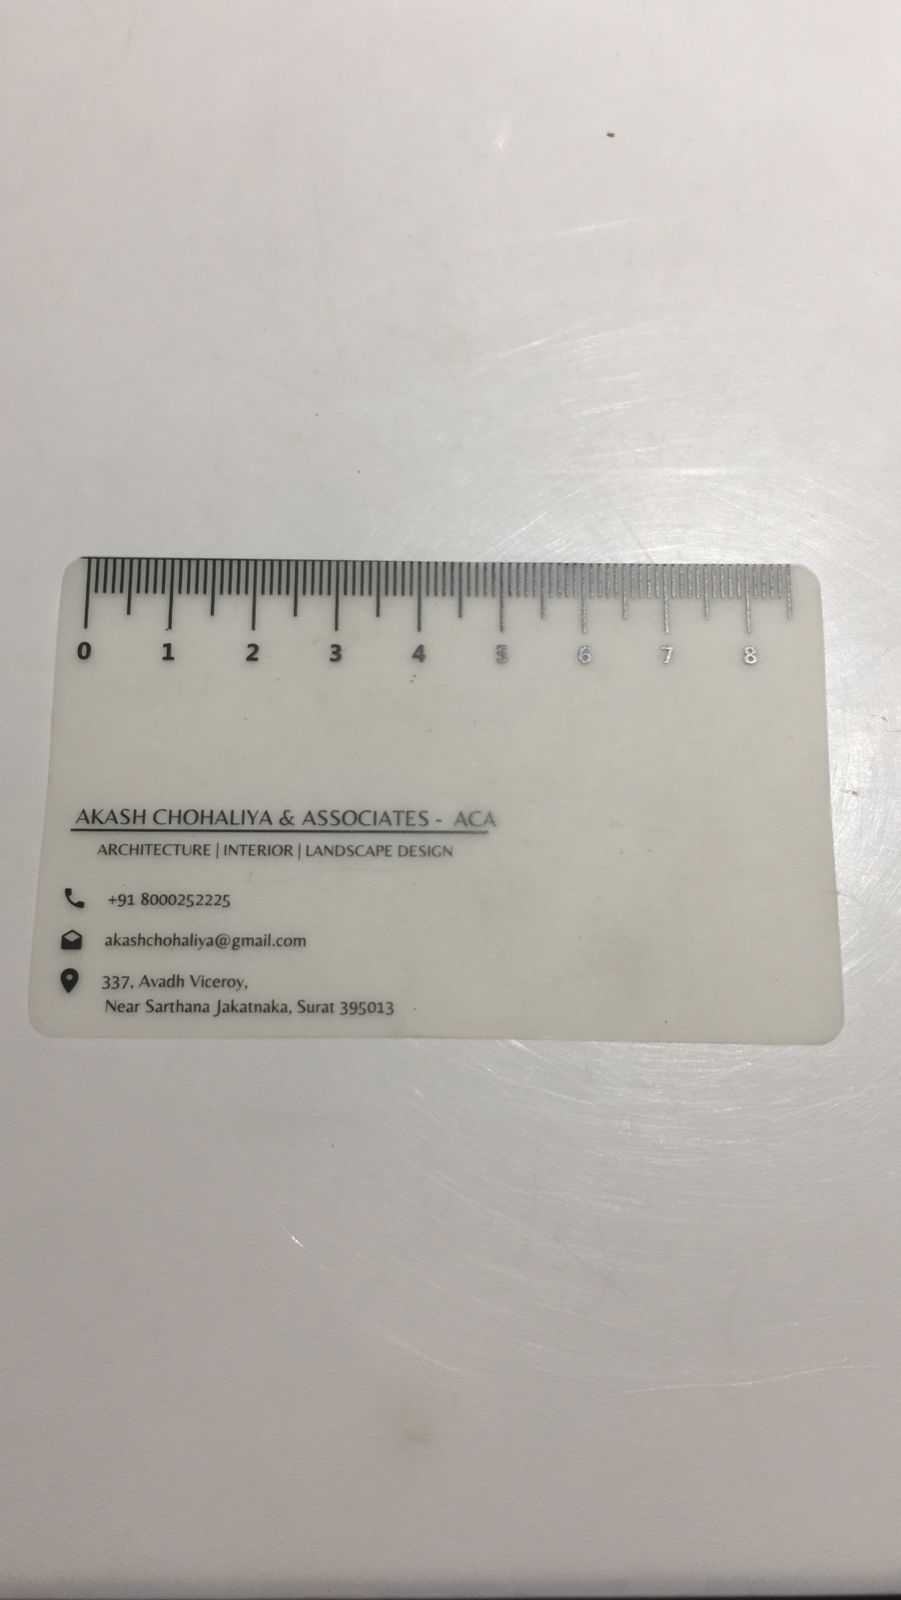 0 1 2 3 4 5 6 7 8
AKASH CHOHALIYA & ASSOCIATES - ACA
ARCHITECTURE | INTERIOR | LANDSCAPE DESIGN
+91 8000252225
akashchohaliya@gmail.com
337, Avadh Viceroy,
Near Sarthana Jakatnaka, Surat 395013